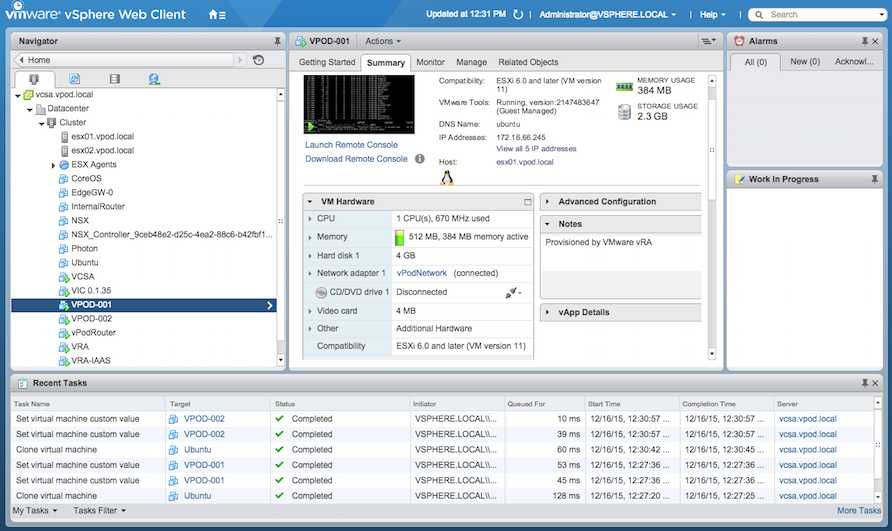 vmware® vSphere Web Client
Updated at 12:31 PM
Administrator@VSPHERE.LOCAL
Help
Search
Navigator
Home
vcsa.vpod.local
Datacenter
Cluster
esx01.vpod.local
esx02.vpod.local
ESX Agents
CoreOS
EdgeGW-0
InternalRouter
NSX
NSX_Controller_9ceb48e2-d25c-4ea2-88c6-b42fbf1...
Photon
Ubuntu
VCSA
VIC 0.1.35
VPOD-001
VPOD-002
vPodRouter
VRA
VRA-IAAS
VPOD-001 Actions
Getting Started Summary Monitor Manage Related Objects
Launch Remote Console
Download Remote Console
Compatibility: ESXi 6.0 and later (VM version
11)
VMware Tools: Running, version:2147483647
(Guest Managed)
DNS Name: ubuntu
IP Addresses: 172.16.66.245
View all 5 IP addresses
Host: esx01.vpod.local
MEMORY USAGE
384 MB
STORAGE USAGE
2.3 GB
VM Hardware
CPU 1 CPU(s), 670 MHz used
Memory 512 MB, 384 MB memory active
Hard disk 1 4 GB
Network adapter 1 vPodNetwork (connected)
CD/DVD drive 1 Disconnected
Video card 4 MB
Other Additional Hardware
Compatibility ESXi 6.0 and later (VM version 11)
Advanced Configuration
Notes
Provisioned by VMware vRA
vApp Details
Alarms
All (0) New (0) Acknowl...
Work In Progress
Recent Tasks
Task Name Target Status Initiator Queued For Start Time Completion Time Server
Set virtual machine custom value VPOD-002 Completed VSPHERE.LOCAL\\... 10 ms 12/16/15, 12:30:57 ... 12/16/15, 12:30:57 ... vcsa.vpod.local
Set virtual machine custom value VPOD-002 Completed VSPHERE.LOCAL\\... 39 ms 12/16/15, 12:30:57 ... 12/16/15, 12:30:57 ... vcsa.vpod.local
Clone virtual machine Ubuntu Completed VSPHERE.LOCAL\\... 60 ms 12/16/15, 12:30:42 ... 12/16/15, 12:30:45 ... vcsa.vpod.local
Set virtual machine custom value VPOD-001 Completed VSPHERE.LOCAL\\... 53 ms 12/16/15, 12:27:36 ... 12/16/15, 12:27:36 ... vcsa.vpod.local
Set virtual machine custom value VPOD-001 Completed VSPHERE.LOCAL\\... 45 ms 12/16/15, 12:27:36 ... 12/16/15, 12:27:36 ... vcsa.vpod.local
Clone virtual machine Ubuntu Completed VSPHERE.LOCAL\\... 128 ms 12/16/15, 12:27:20 ... 12/16/15, 12:27:25 ... vcsa.vpod.local
My Tasks Tasks Filter More Tasks